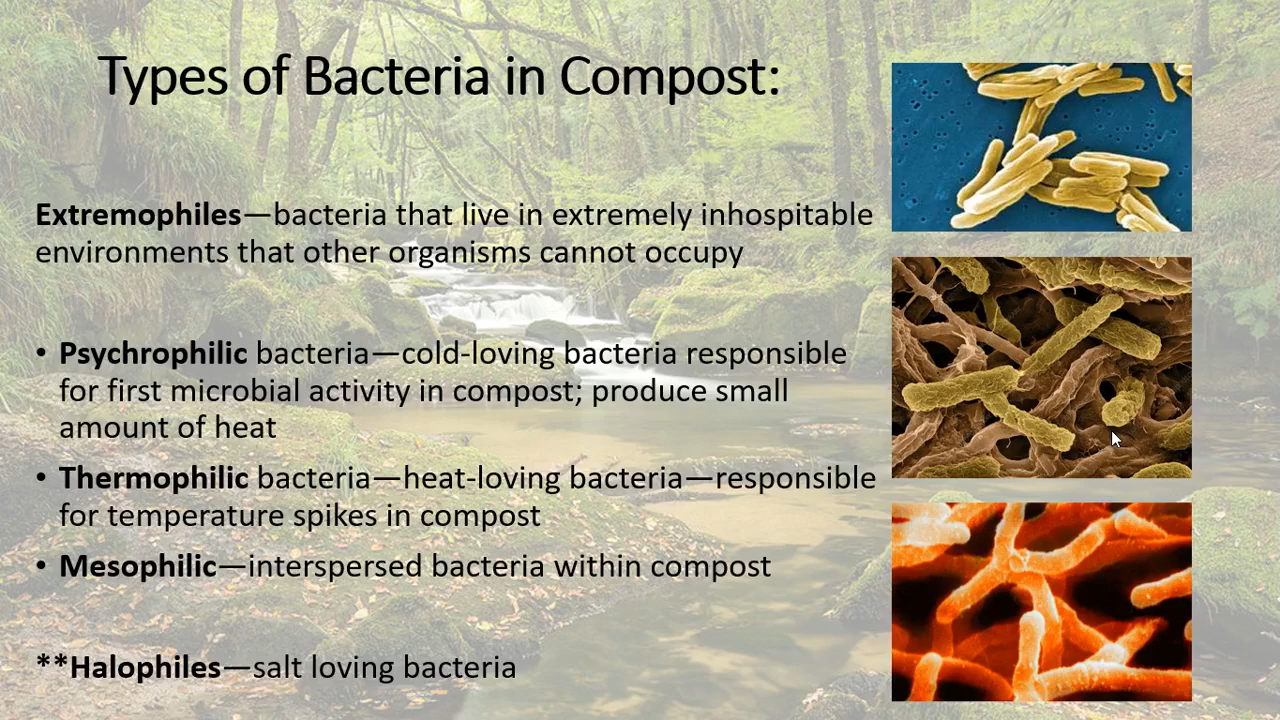 Types of Bacteria in Compost:
Extremophiles—bacteria that live in extremely inhospitable
environments that other organisms cannot occupy
• Psychrophilic bacteria—cold-loving bacteria responsible
for first microbial activity in compost; produce small
amount of heat
• Thermophilic bacteria—heat-loving bacteria—responsible
for temperature spikes in compost
• Mesophilic—interspersed bacteria within compost
**Halophiles—salt loving bacteria